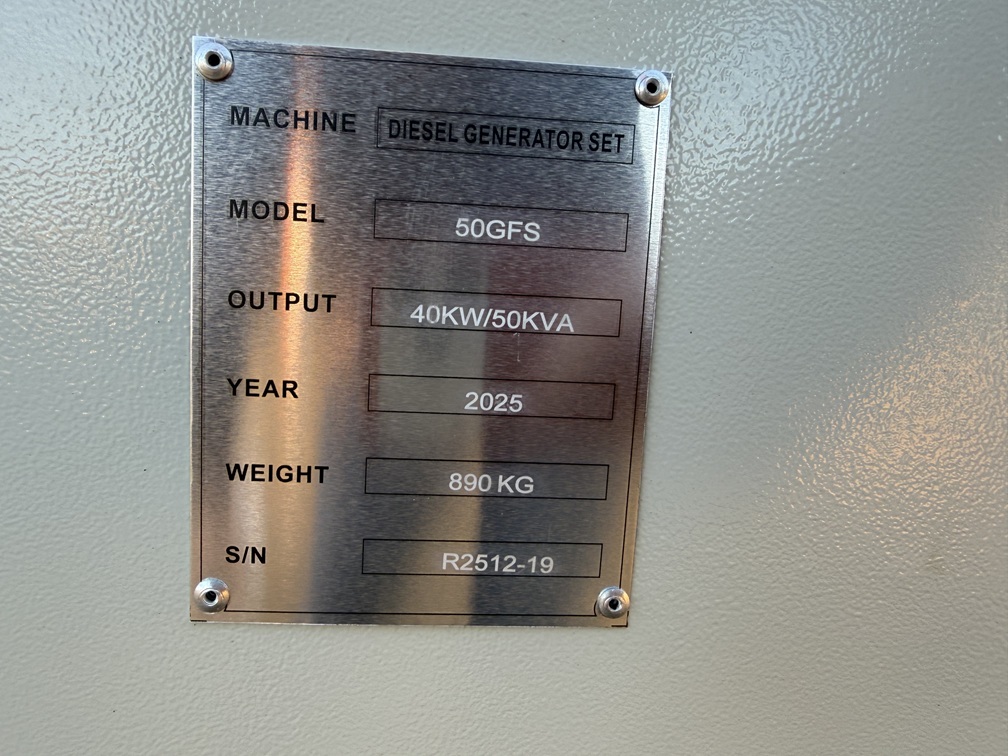 MACHINE DIESEL GENERATOR SET
MODEL 50GFS
OUTPUT 40KW/50KVA
YEAR 2025
WEIGHT 890 KG
S/N R2512-19